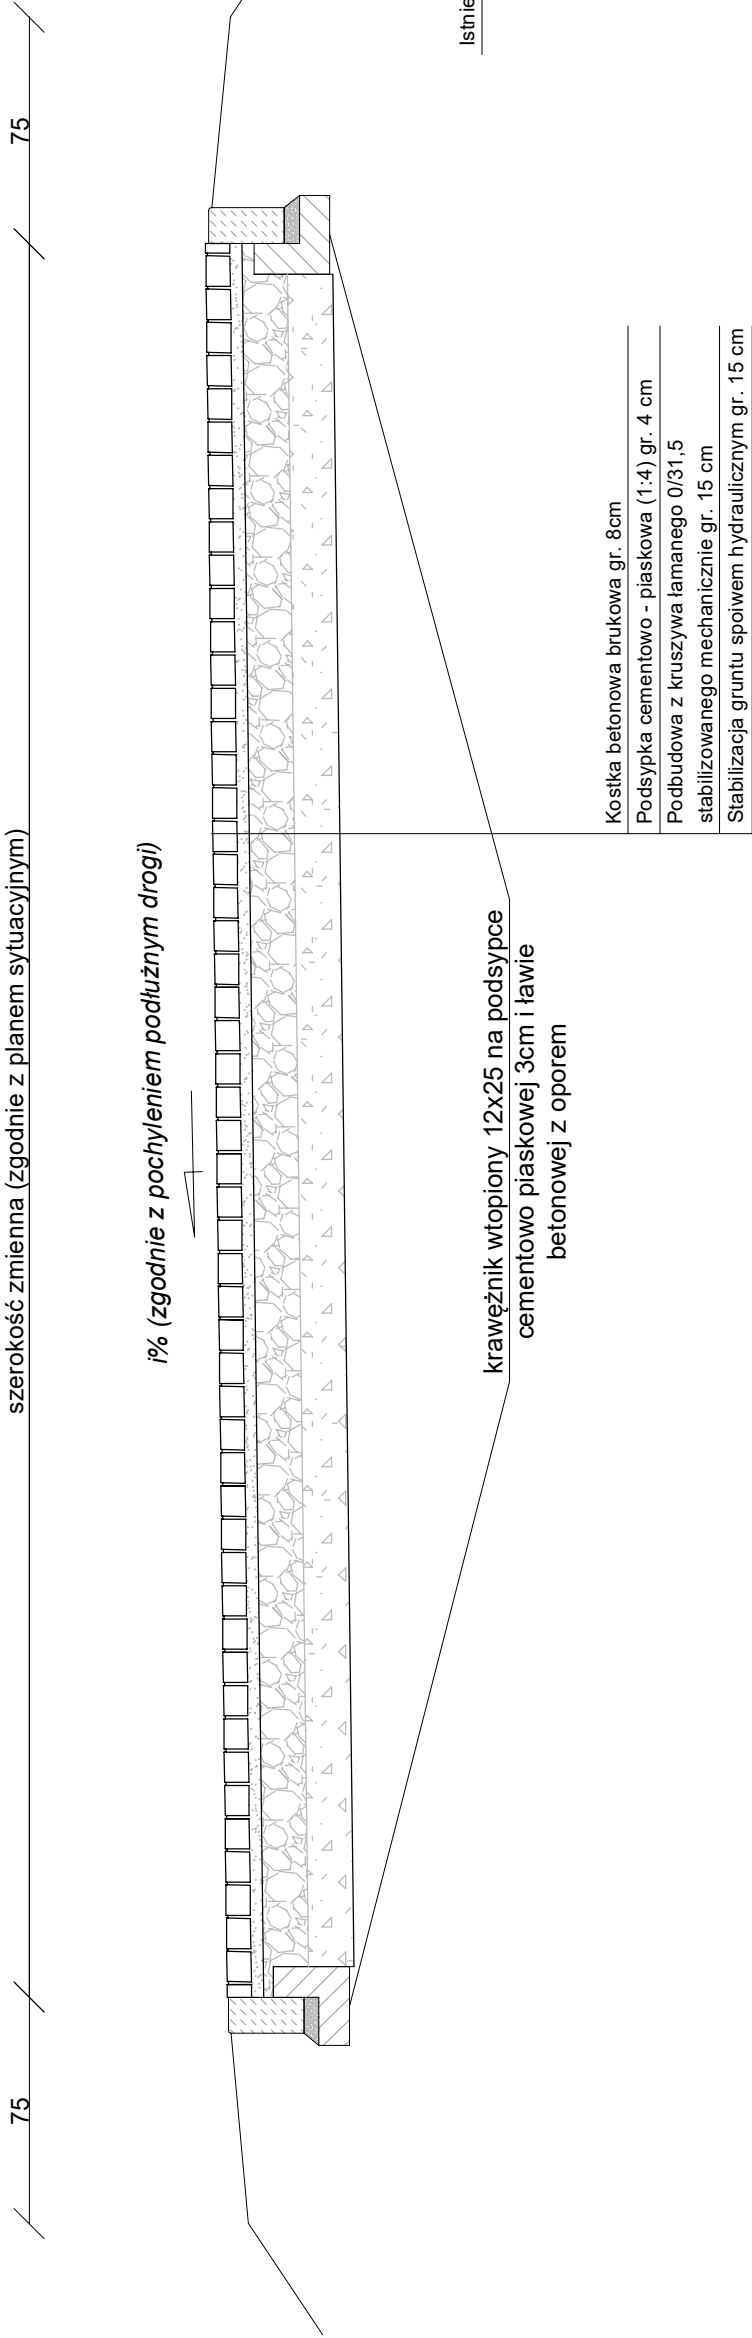 75
szerokość zmienna (zgodnie z planem sytuacyjnym)
75
i% (zgodnie z pochyleniem podłużnym drogi)
krawężnik wtopiony 12x25 na podsypce
cementowo piaskowej 3cm i ławie
betonowej z oporem
Kostka betonowa brukowa gr. 8cm
Podsypka cementowo - piaskowa (1:4) gr. 4 cm
Podbudowa z kruszywa łamanego 0/31,5
stabilizowanego mechanicznie gr. 15 cm
Stabilizacja gruntu spoiwem hydraulicznym gr. 15 cm
Istnie